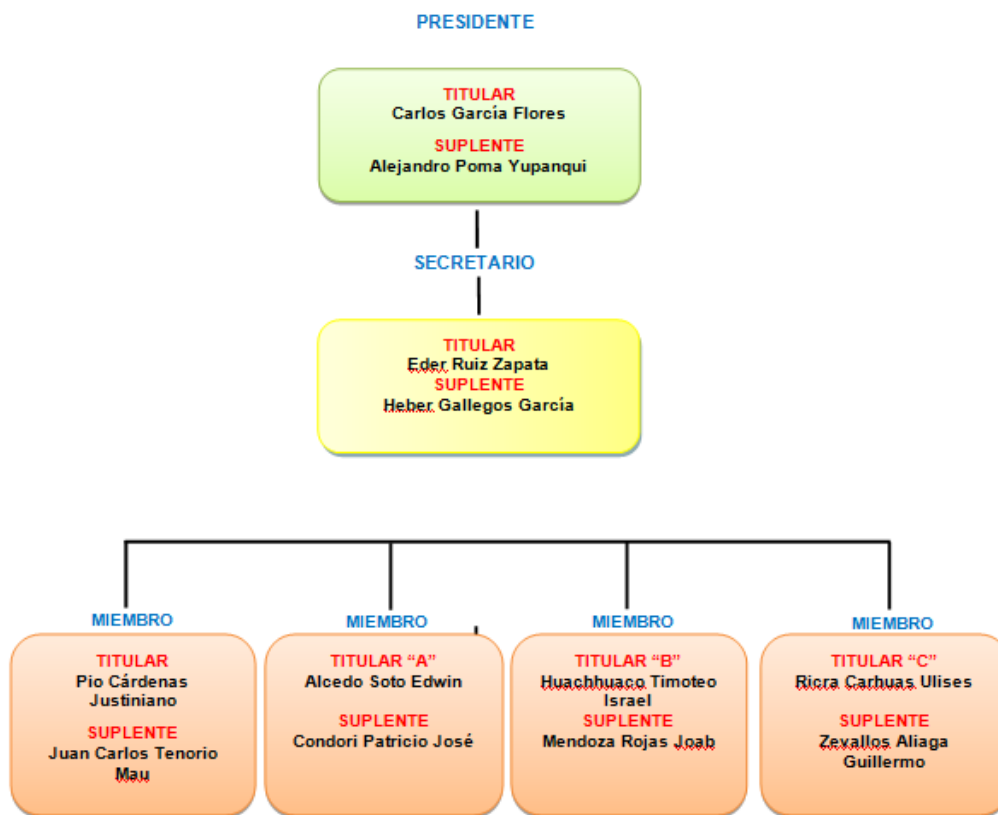 PRESIDENTE
TITULAR
Carlos García Flores
SUPLENTE
Alejandro Poma Yupanqui
SECRETARIO
TITULAR
Eder Ruiz Zapata
SUPLENTE
Heber Gallegos García
MIEMBRO
TITULAR
Pio Cárdenas
Justiniano
SUPLENTE
Juan Carlos Tenorio
Mau
MIEMBRO
TITULAR “A”
Alcedo Soto Edwin
SUPLENTE
Condori Patricio José
MIEMBRO
TITULAR “B”
Huachhuaco Timoteo
Israel
SUPLENTE
Mendoza Rojas Joab
MIEMBRO
TITULAR “C”
Ricra Carhuas Ulises
SUPLENTE
Zevallos Aliaga
Guillermo